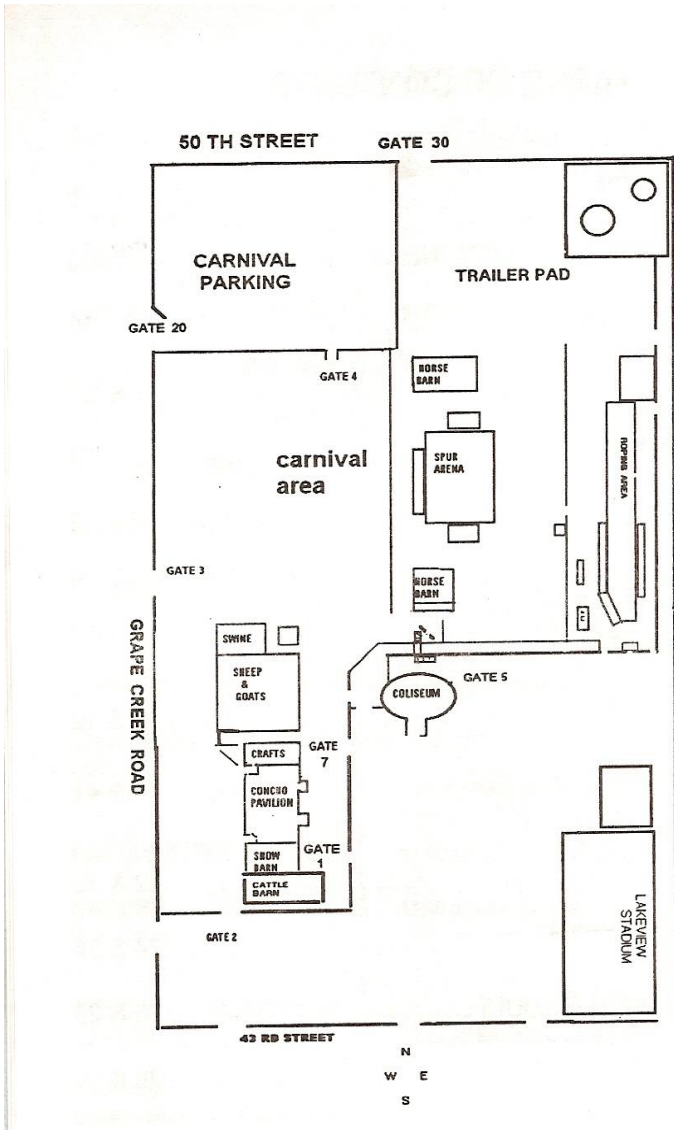 50 TH STREET
GATE 30
CARNIVAL
PARKING
TRAILER PAD
GATE 20
GATE 4
HORSE
BARN
carnival
area
SPUR
ARENA
ROPING AREA
GATE 3
HORSE
BARN
GRAPE CREEK ROAD
SWINE
SHEEP
&
GOATS
GATE 5
COLISEUM
CRAFTS
GATE
7
CONCHO
PAVILION
GATE
1
SHOW
BARN
CATTLE
BARN
LAKEVIEW
STADIUM
GATE 2
43 RD STREET
N
W E
S